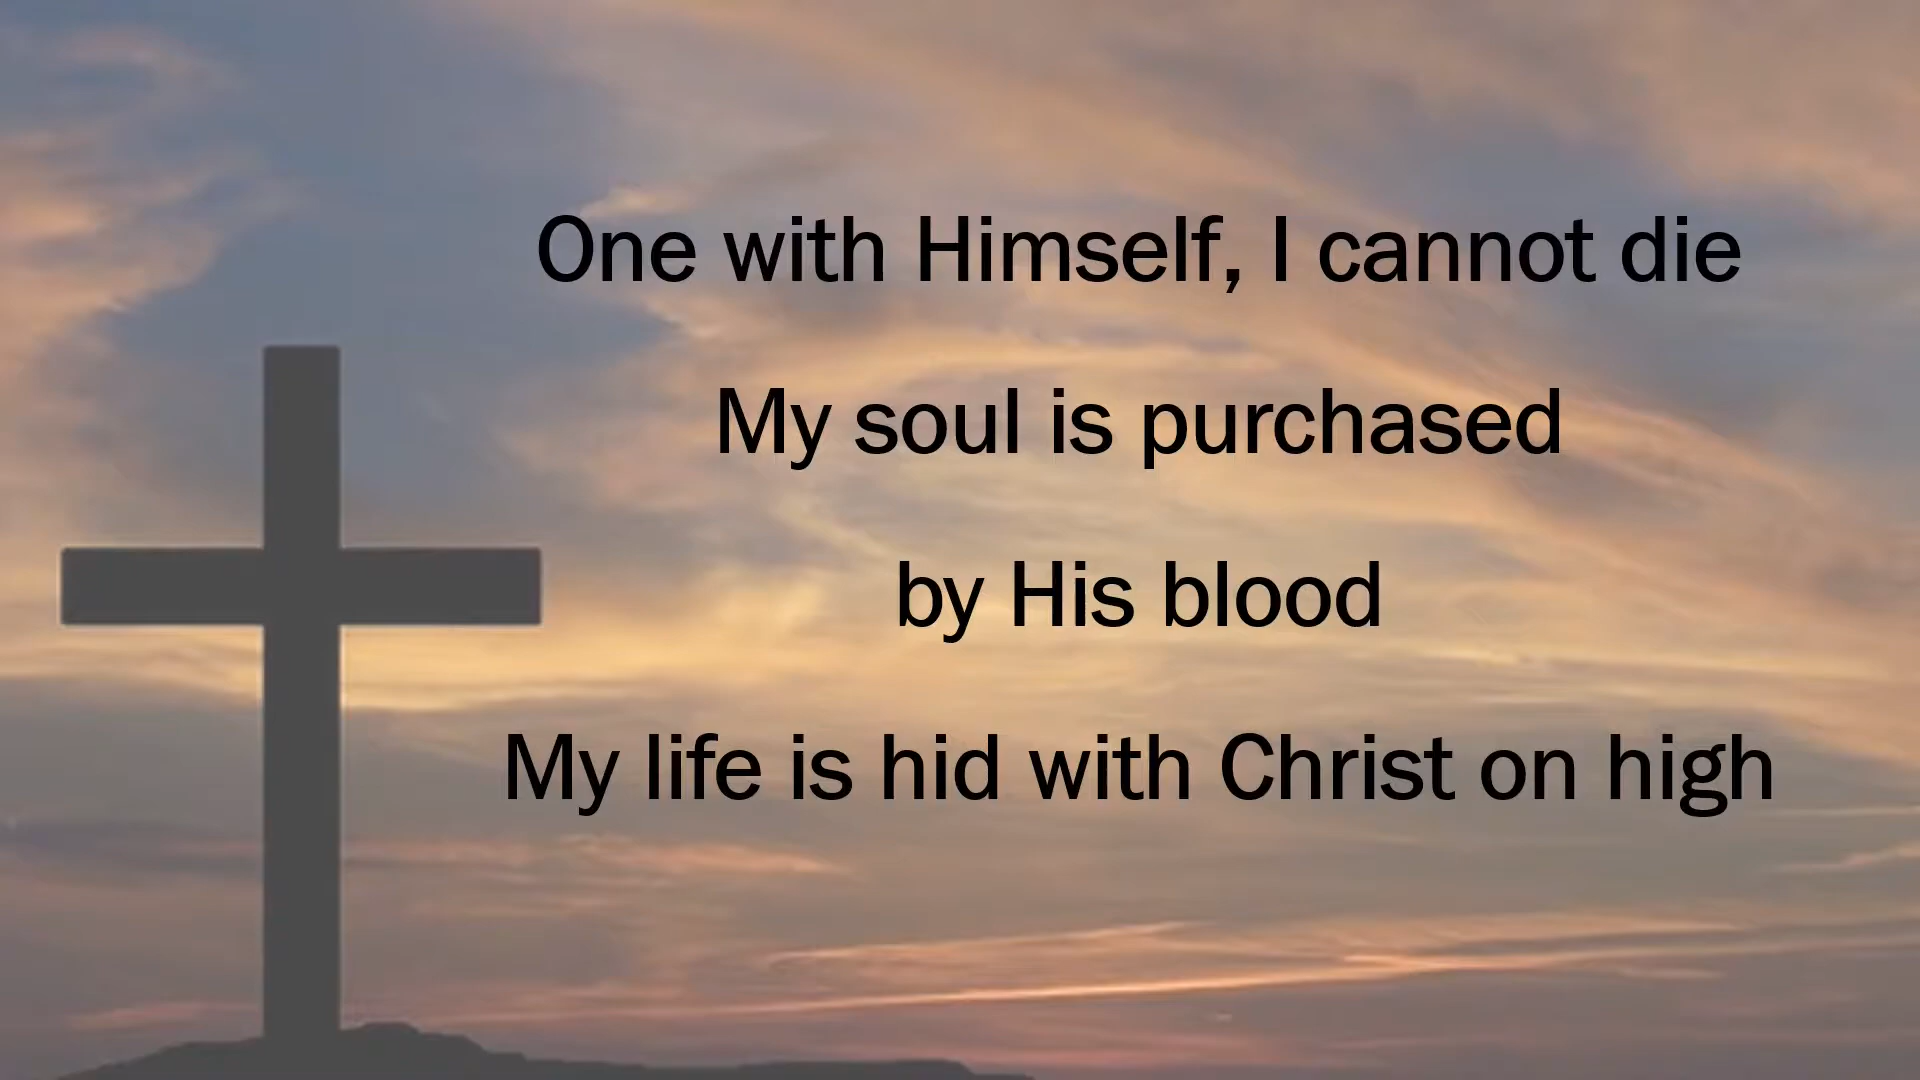 One with Himself, I cannot die
My soul is purchased
by His blood
My life is hid with Christ on high